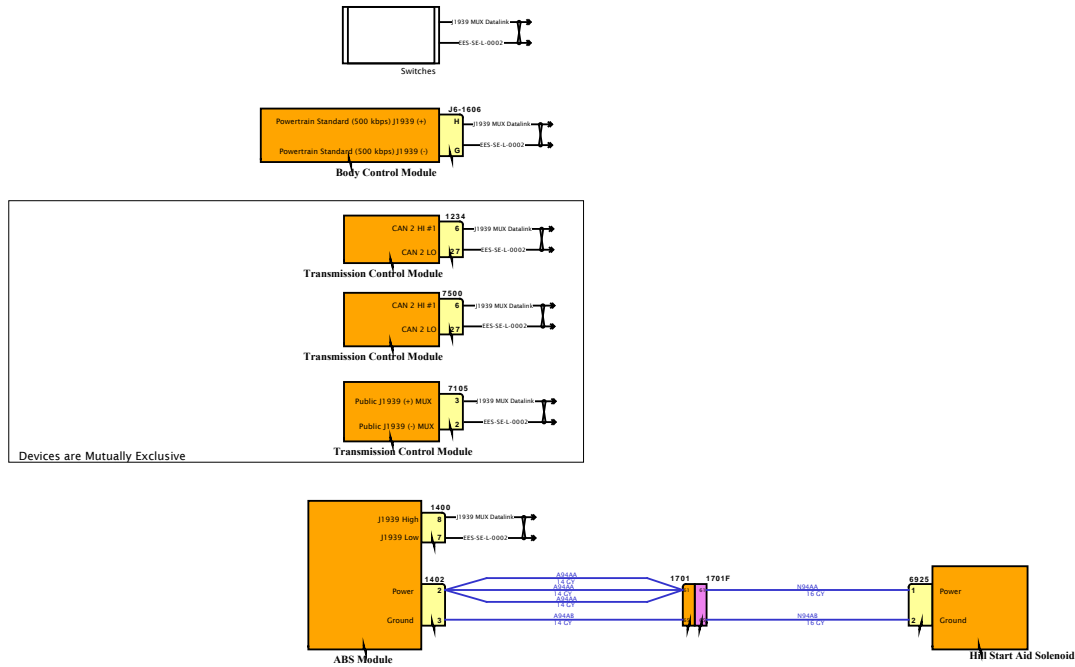 J1939 MUX Datalink
EES-SE-L-0002
Switches
J6-1606
Powertrain Standard (500 kbps) J1939 (+)
H
J1939 MUX Datalink
Powertrain Standard (500 kbps) J1939 (-)
G
EES-SE-L-0002
Body Control Module
1234
CAN 2 HI #1
6
J1939 MUX Datalink
CAN 2 LO
27
EES-SE-L-0002
Transmission Control Module
7500
CAN 2 HI #1
6
J1939 MUX Datalink
CAN 2 LO
27
EES-SE-L-0002
Transmission Control Module
7105
Public J1939 (+) MUX
3
J1939 MUX Datalink
Public J1939 (-) MUX
2
EES-SE-L-0002
Transmission Control Module
Devices are Mutually Exclusive
1400
J1939 High
8
J1939 MUX Datalink
J1939 Low
7
EES-SE-L-0002
1402
Power
2
A94AA
14 GY
A94AA
14 GY
A94AA
14 GY
1701
1701F
N94AA
16 GY
6925
1
Power
Ground
3
A94AB
14 GY
N94AB
16 GY
2
Ground
ABS Module
Hill Start Aid Solenoid